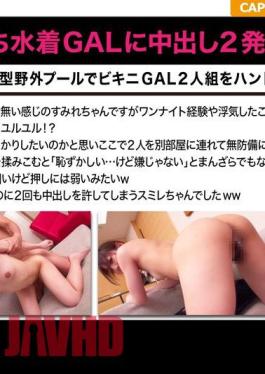 CAP
ち水着GALに中出し2発
型野外プールでビキニGAL2人組をハン
無い感じのすみれちゃんですがワンナイト経験や浮気したこ
ユルユル!?
かりしたいのかと思いここで2人を別部屋に連れて無防備に
揉みこむと「恥ずかしい…けど嫌じゃない」とまんざらでもな
いけど押しには弱いみたいw
のに2回も中出しを許してしまうスミレちゃんでしたww
JAVHD